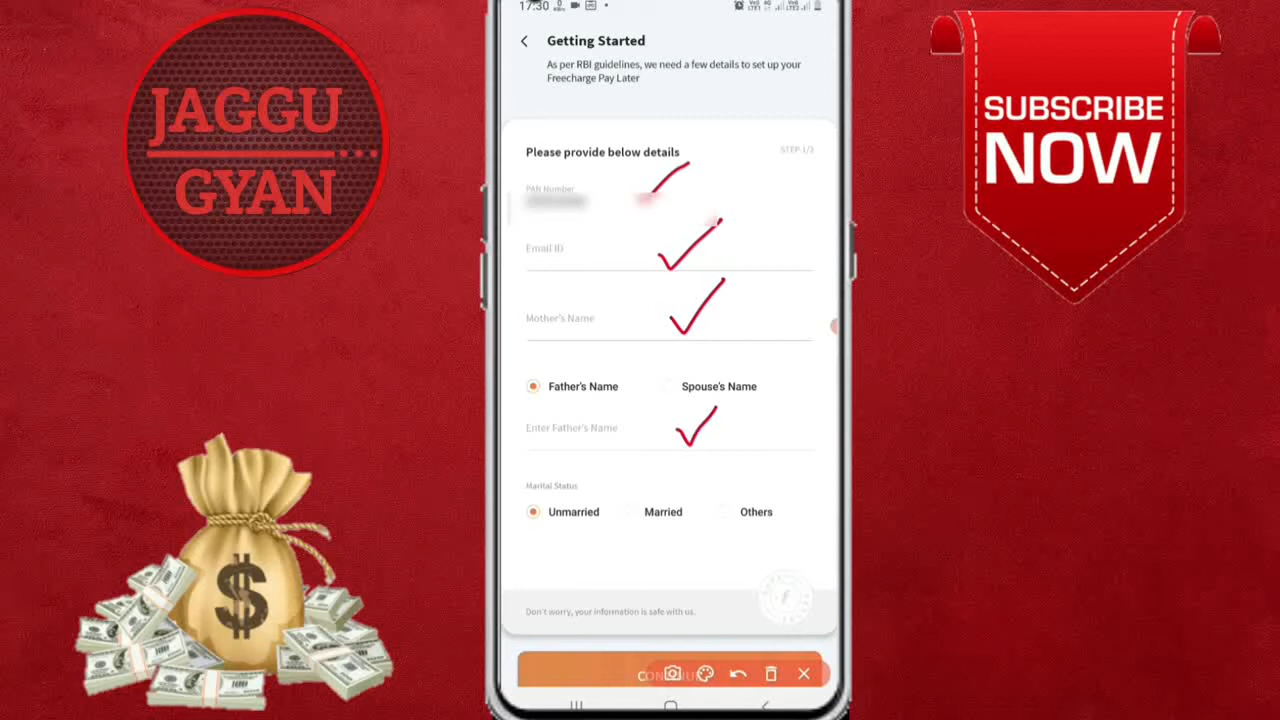 JAGGU
GYAN
SUBSCRIBE
NOW
17:30
Getting Started
As per RBI guidelines, we need a few details to set up your
Freecharge Pay Later
Please provide below details
STEP-1/2
PAN Number
Email ID
Mother's Name
Father's Name
Spouse's Name
Enter Father's Name
Marital Status
Unmarried
Married
Others
Don't worry, your information is safe with us.
$